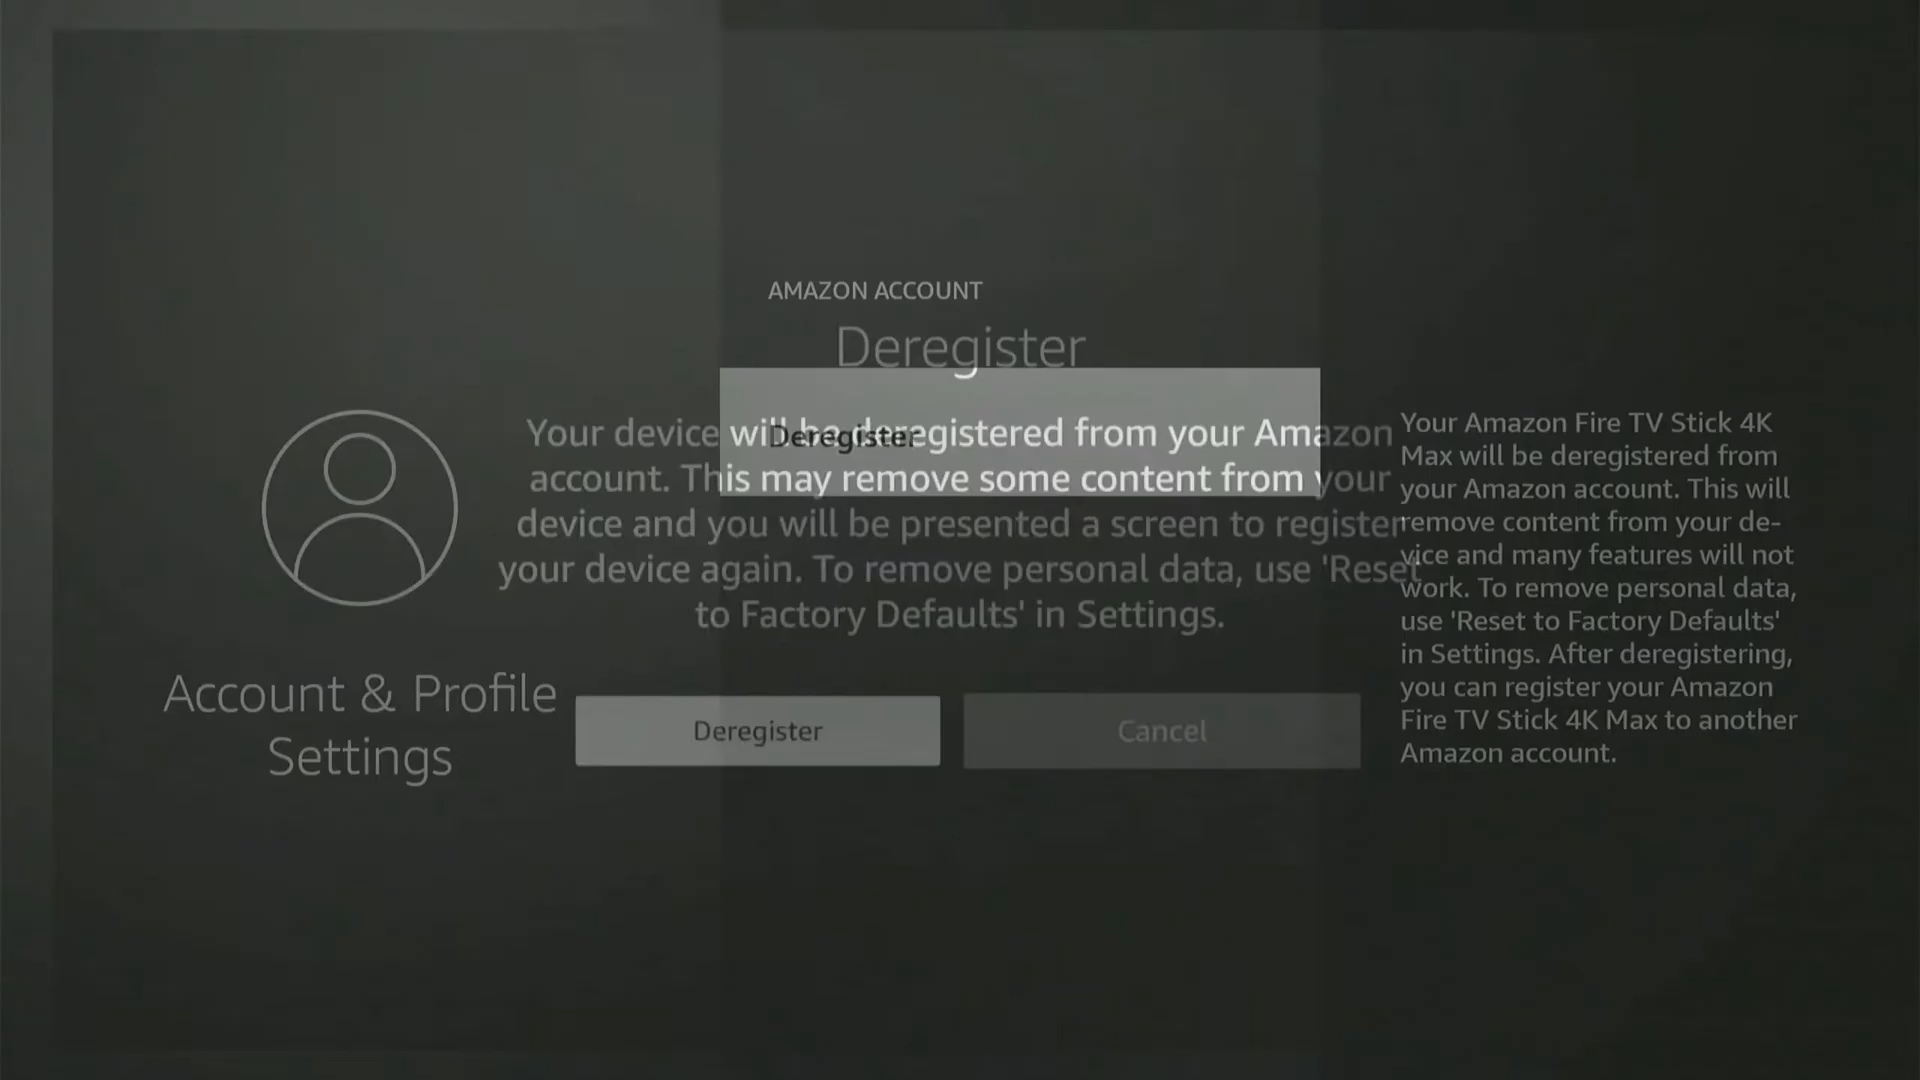 AMAZON ACCOUNT
Deregister
Deregister
Your device will be deregistered from your Amazon
account. This may remove some content from your
device and you will be presented a screen to register
your device again. To remove personal data, use 'Reset
to Factory Defaults' in Settings.
Deregister
Cancel
Account & Profile
Settings
Your Amazon Fire TV Stick 4K
Max will be deregistered from
your Amazon account. This will
remove content from your de-
vice and many features will not
work. To remove personal data,
use 'Reset to Factory Defaults'
in Settings. After deregistering,
you can register your Amazon
Fire TV Stick 4K Max to another
Amazon account.